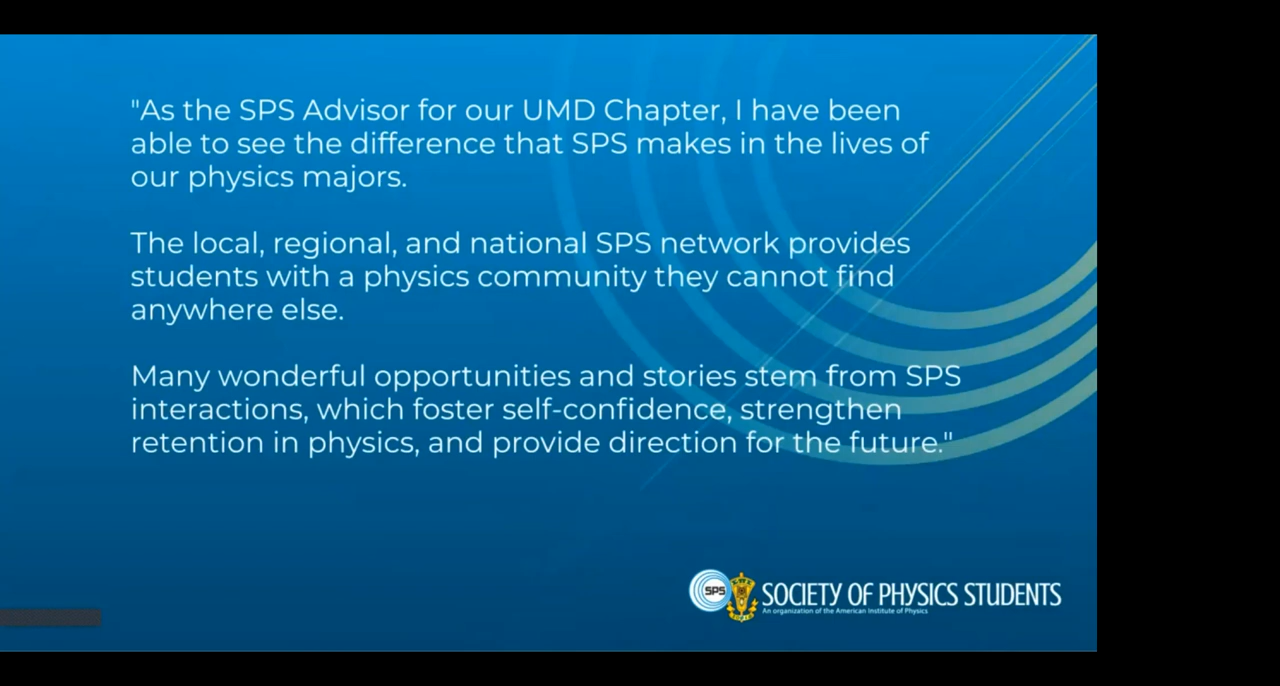 "As the SPS Advisor for our UMD Chapter, I have been
able to see the difference that SPS makes in the lives of
our physics majors.
The local, regional, and national SPS network provides
students with a physics community they cannot find
anywhere else.
Many wonderful opportunities and stories stem from SPS
interactions, which foster self-confidence, strengthen
retention in physics, and provide direction for the future."
SPS
SOCIETY OF PHYSICS STUDENTS
An organization of the American Institute of Physics